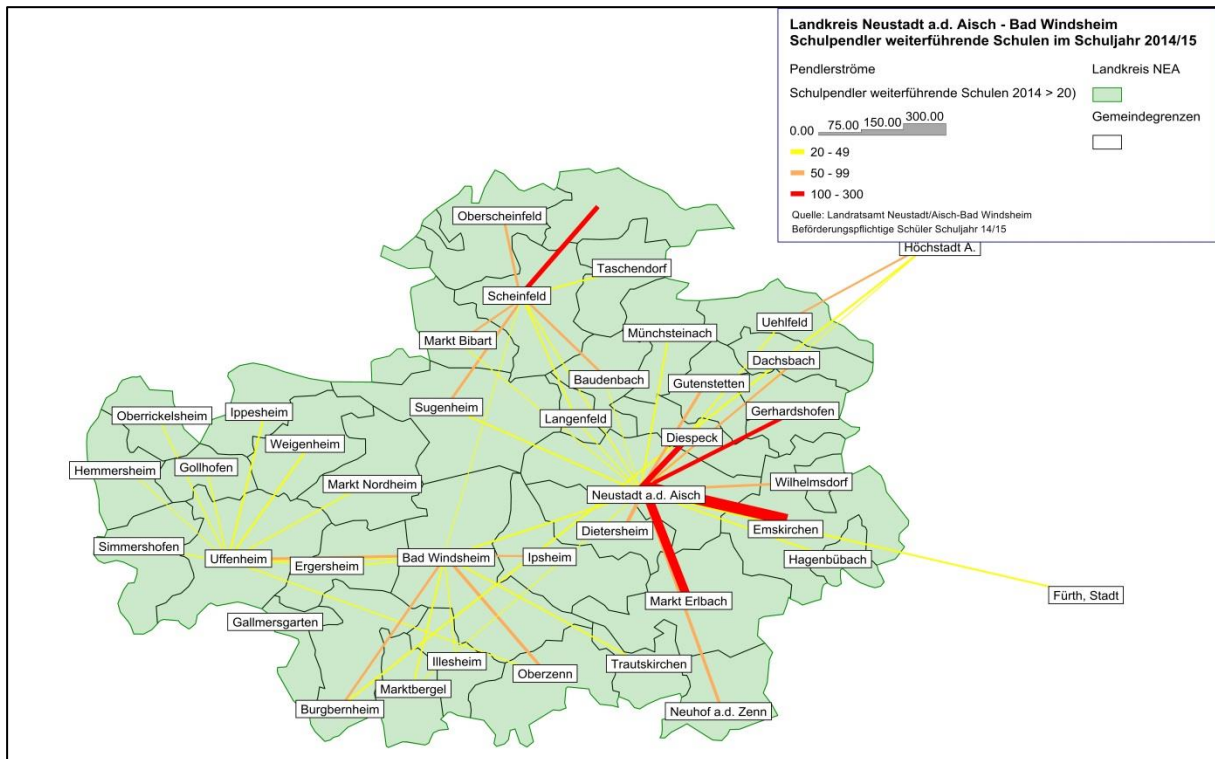 Landkreis Neustadt a.d. Aisch - Bad Windsheim
Schulpendler weiterführende Schulen im Schuljahr 2014/15
Pendlerströme
Landkreis NEA
Schulpendler weiterführende Schulen 2014 > 20)
Gemeindegrenzen
0.00 75.00 150.00 300.00
20 - 49
50 - 99
100 - 300
Quelle: Landratsamt Neustadt/Aisch-Bad Windsheim
Beförderungspflichtige Schüler Schuljahr 14/15
Oberscheinfeld
Höchstadt A.
Taschendorf
Scheinfeld
Uehlfeld
Münchsteinach
Markt Bibart
Dachsbach
Baudenbach
Gutenstetten
Sugenheim
Gerhardshofen
Oberrickelsheim
Ippesheim
Langenfeld
Diespeck
Weigenheim
Hemmersheim
Gollhofen
Markt Nordheim
Wilhelmsdorf
Neustadt a.d. Aisch
Dietersheim
Emskirchen
Simmershofen
Uffenheim
Ergersheim
Bad Windsheim
Ipsheim
Hagenbübach
Fürth, Stadt
Markt Erlbach
Gallmersgarten
Illesheim
Trautskirchen
Oberzenn
Marktbergel
Burgbernheim
Neuhof a.d. Zenn